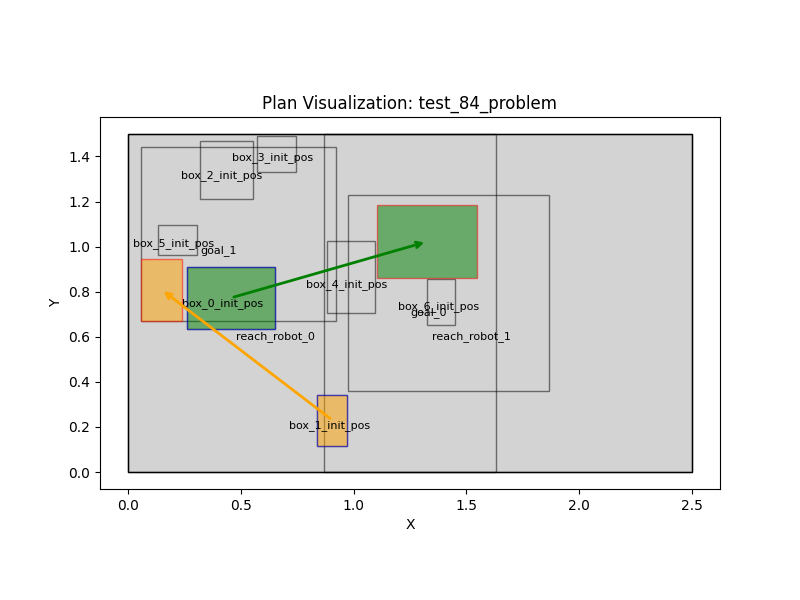 Plan Visualization: test_84_problem
box_3_init_pos
box_2_init_pos
box_5_init_pos
goal_1
box_4_init_pos
box_0_init_pos
box_6_init_pos
goal_0
reach_robot_0
reach_robot_1
box_1_init_pos
1.4
1.2
1.0
0.8
0.6
0.4
0.2
0.0
Y
0.0 0.5 1.0 1.5 2.0 2.5
X